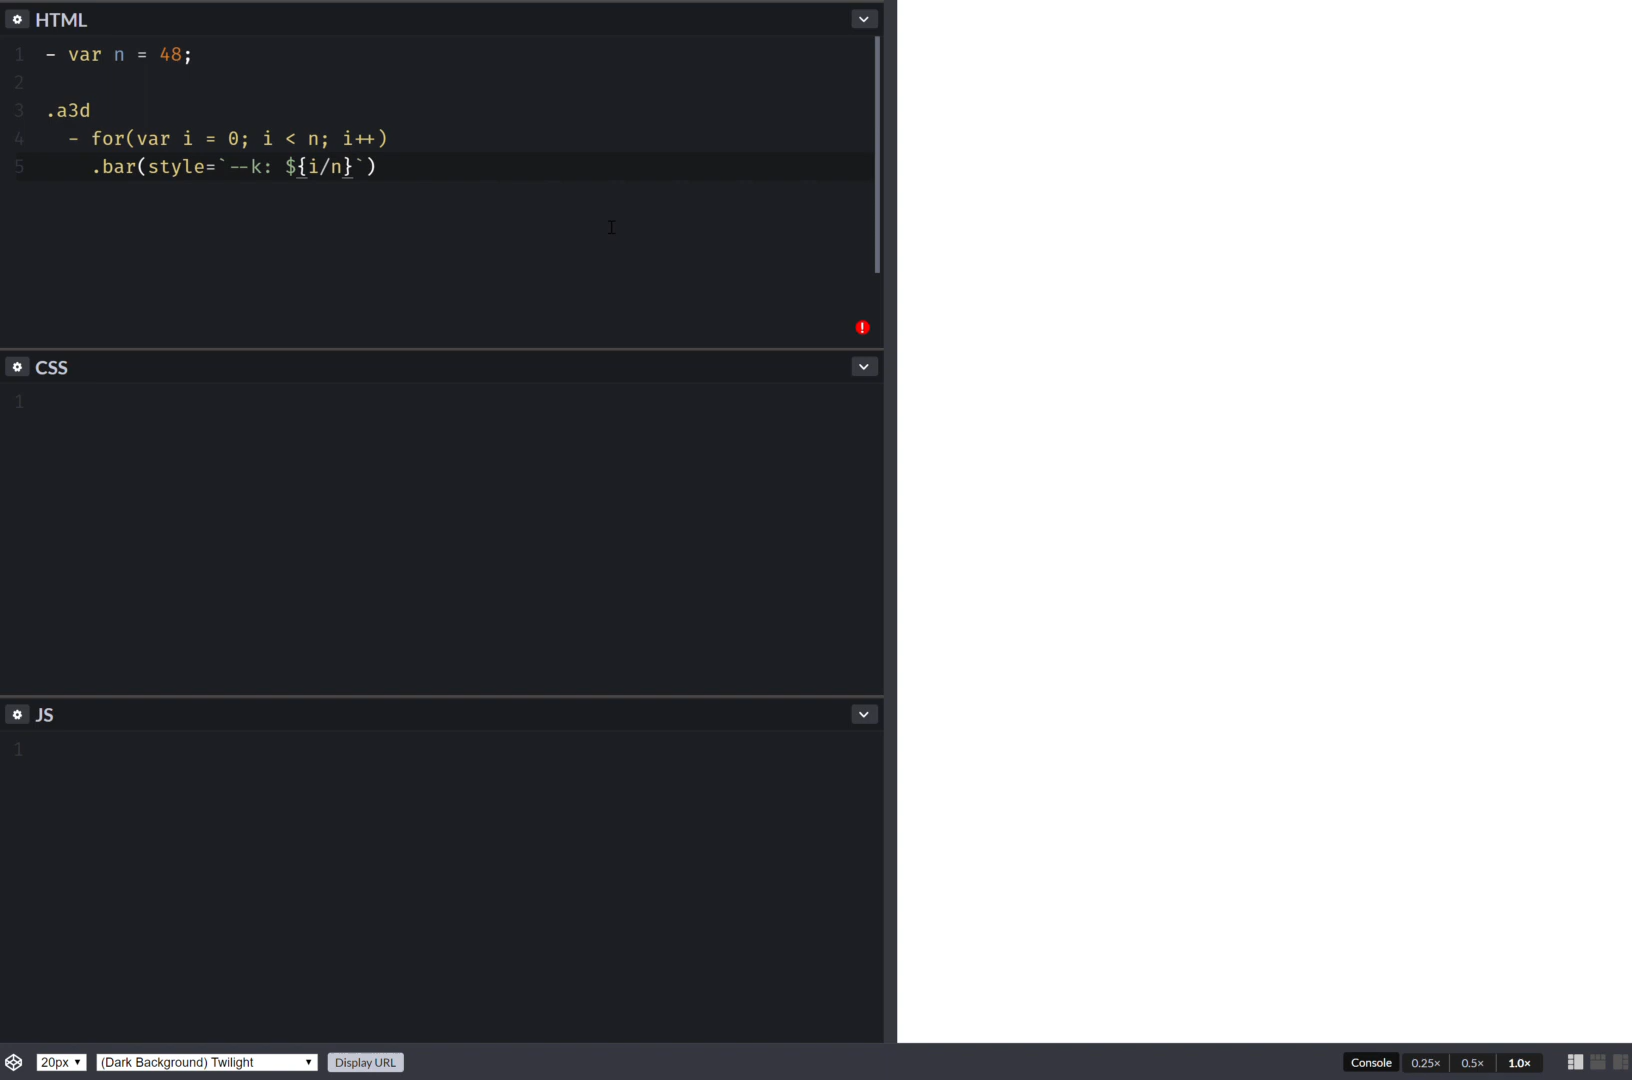 HTML
1 - var n = 48;
2
3 .a3d
4 - for(var i = 0; i < n; i++)
5 .bar(style=`--k: ${i/n}`)
!
CSS
1
JS
1
20px (Dark Background) Twilight Display URL Console 0.25× 0.5× 1.0×